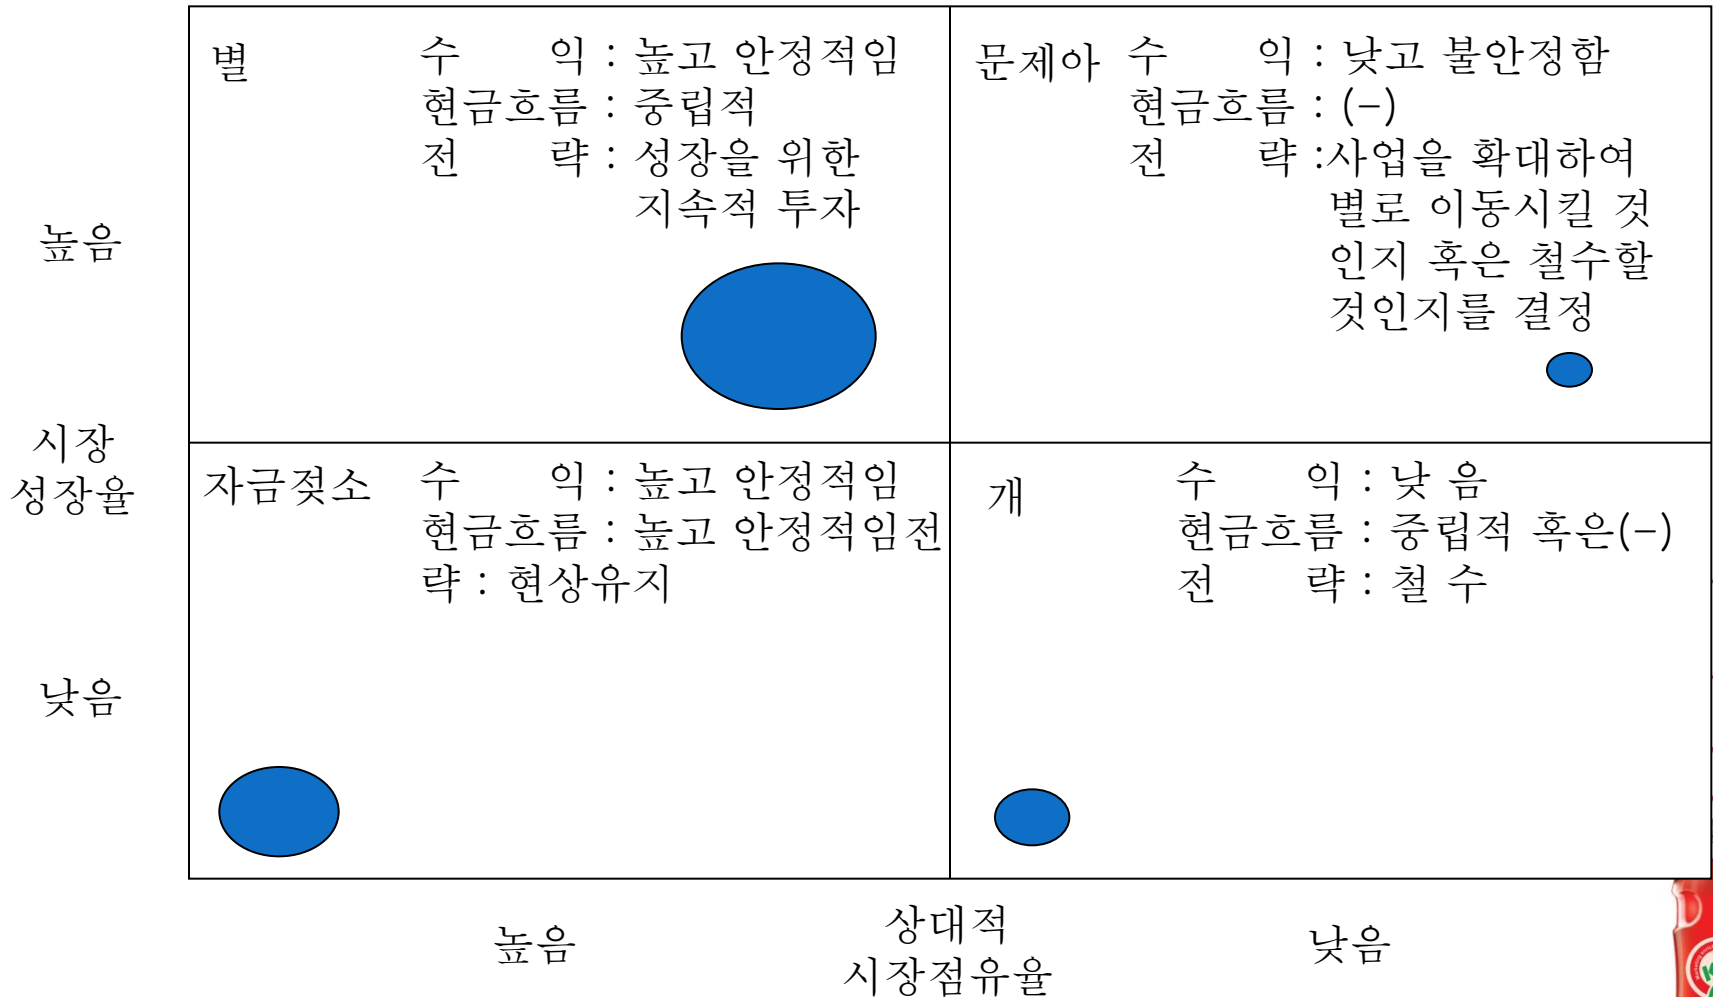 별
수 익 : 높고 안정적임
현금흐름 : 중립적
전 략 : 성장을 위한
지속적 투자
문제아
수 익 : 낮고 불안정함
현금흐름 : (-)
전 략 :사업을 확대하여
별로 이동시킬 것
인지 혹은 철수할
것인지를 결정
높음
시장
성장율
낮음
자금젖소
수 익 : 높고 안정적임
현금흐름 : 높고 안정적임전
략 : 현상유지
개
수 익 : 낮 음
현금흐름 : 중립적 혹은(-)
전 략 : 철 수
높음
상대적
시장점유율
낮음